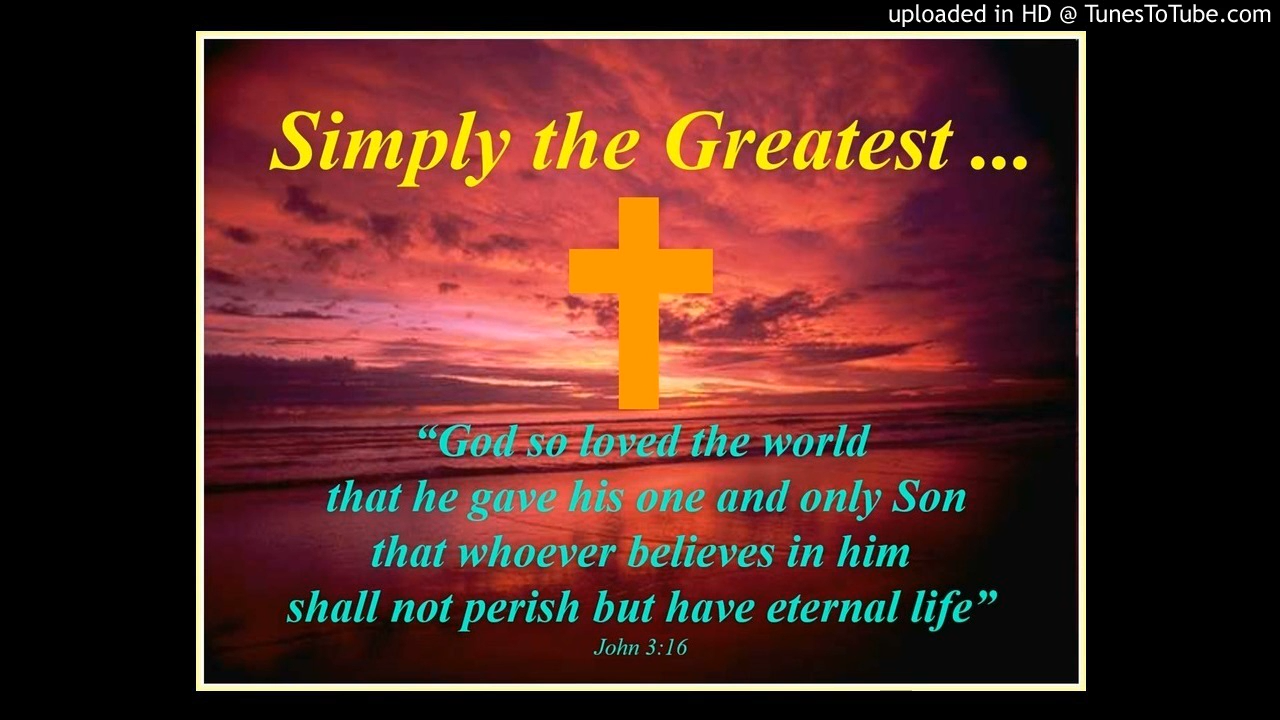 uploaded in HD @ TunesToTube.com
Simply the Greatest ...
“God so loved the world
that he gave his one and only Son
that whoever believes in him
shall not perish but have eternal life”
John 3:16